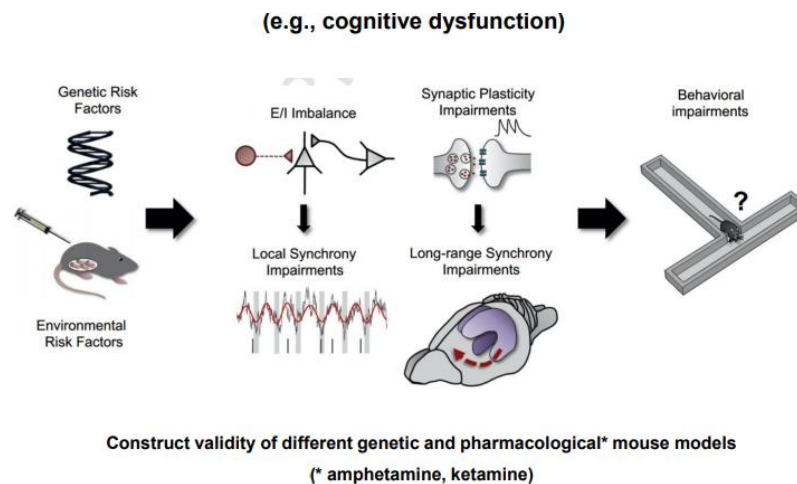 (e.g., cognitive dysfunction)
Genetic Risk
Factors
E/I Imbalance
Synaptic Plasticity
Impairments
Behavioral
impairments
?
Local Synchrony
Impairments
Long-range Synchrony
Impairments
Environmental
Risk Factors
Construct validity of different genetic and pharmacological* mouse models
(* amphetamine, ketamine)